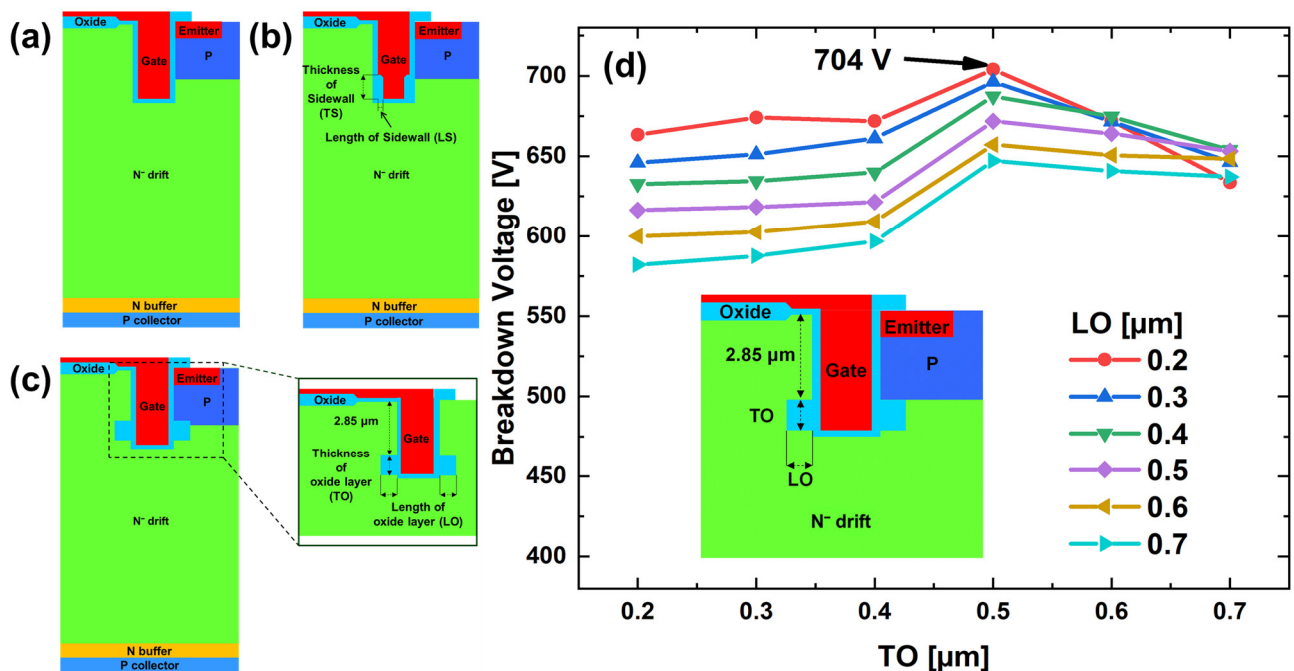 (a)
Oxide
Emitter
Gate
P
N⁻ drift
N buffer
P collector
(b)
Oxide
Emitter
Gate
P
Thickness
of
Sidewall
(TS)
Length of Sidewall (LS)
N⁻ drift
N buffer
P collector
(c)
Oxide
Emitter
Gate
P
N⁻ drift
N buffer
P collector
Oxide
2.85 µm
Gate
Thickness
of
oxide layer
(TO)
Length of
oxide layer (LO)
(d)
704 V
Breakdown Voltage [V]
700
650
600
550
500
450
400
0.2 0.3 0.4 0.5 0.6 0.7
TO [µm]
Oxide
Emitter
2.85 µm
Gate
P
TO
LO
N⁻ drift
LO [µm]
0.2
0.3
0.4
0.5
0.6
0.7